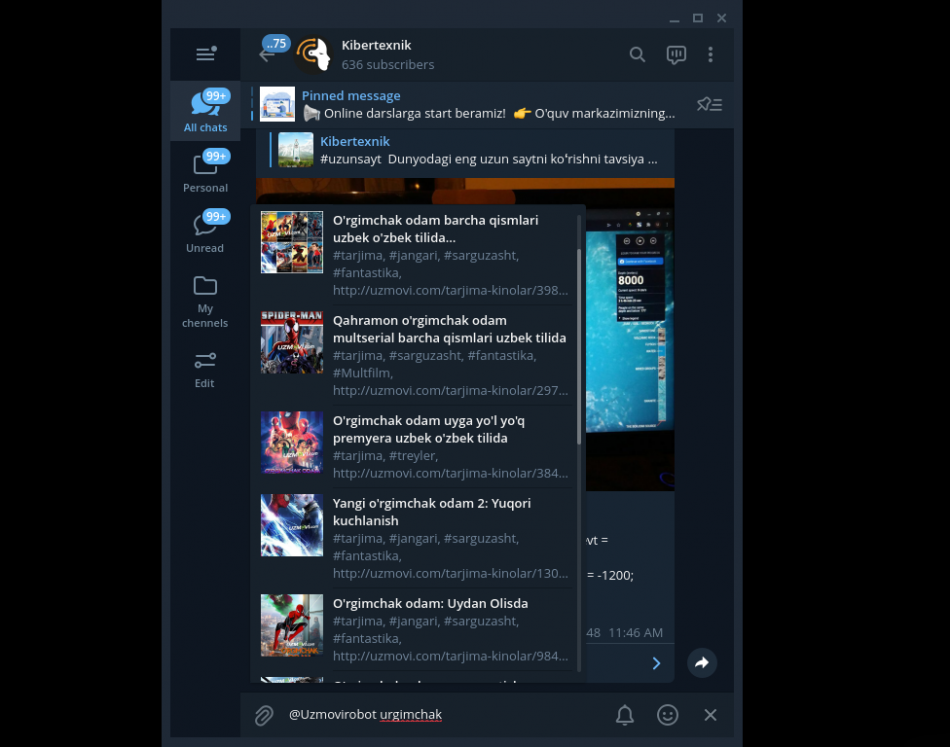 ..75
Kibertexnik
636 subscribers
Pinned message
Online darslarga start beramiz! 👉 O'quv markazimizning...
99+
All chats
99+
Personal
99+
Unread
My
channels
Edit
Kibertexnik
#uzunsayt Dunyodagi eng uzun saytni ko'rishni tavsiya ...
8000
O'rgimchak odam barcha qismlari
uzbek o'zbek tilida...
#tarjima, #jangari, #sarguzasht,
#fantastika,
http://uzmovi.com/tarjima-kinolar/398...
SPIDER-MAN
Qahramon o'rgimchak odam
multserial barcha qismlari uzbek tilida
#tarjima, #sarguzasht, #fantastika,
#Multfilm,
http://uzmovi.com/tarjima-kinolar/297...
O'rgimchak odam uyga yo'l yo'q
premyera uzbek o'zbek tilida
#tarjima, #treyler,
http://uzmovi.com/tarjima-kinolar/384...
Yangi o'rgimchak odam 2: Yuqori
kuchlanish
#tarjima, #jangari, #sarguzasht,
#fantastika,
http://uzmovi.com/tarjima-kinolar/130...
O'rgimchak odam: Uydan Olisda
#tarjima, #jangari, #sarguzasht,
#fantastika,
http://uzmovi.com/tarjima-kinolar/984...
vt =
= -1200;
48 11:46 AM
@Uzmovirobot urgimchak